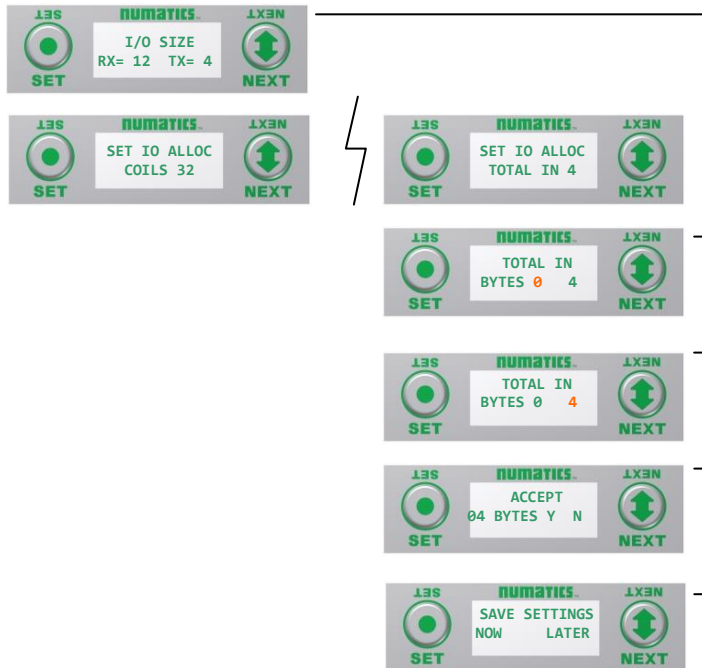 SET numatics NEXT
I/O SIZE
RX= 12 TX= 4
SET NEXT
SET numatics NEXT
SET IO ALLOC
COILS 32
SET NEXT
SET numatics NEXT
SET IO ALLOC
TOTAL IN 4
SET NEXT
SET numatics NEXT
TOTAL IN
BYTES 0 4
SET NEXT
SET numatics NEXT
TOTAL IN
BYTES 0 4
SET NEXT
SET numatics NEXT
ACCEPT
04 BYTES Y N
SET NEXT
SET numatics NEXT
SAVE SETTINGS
NOW LATER
SET NEXT